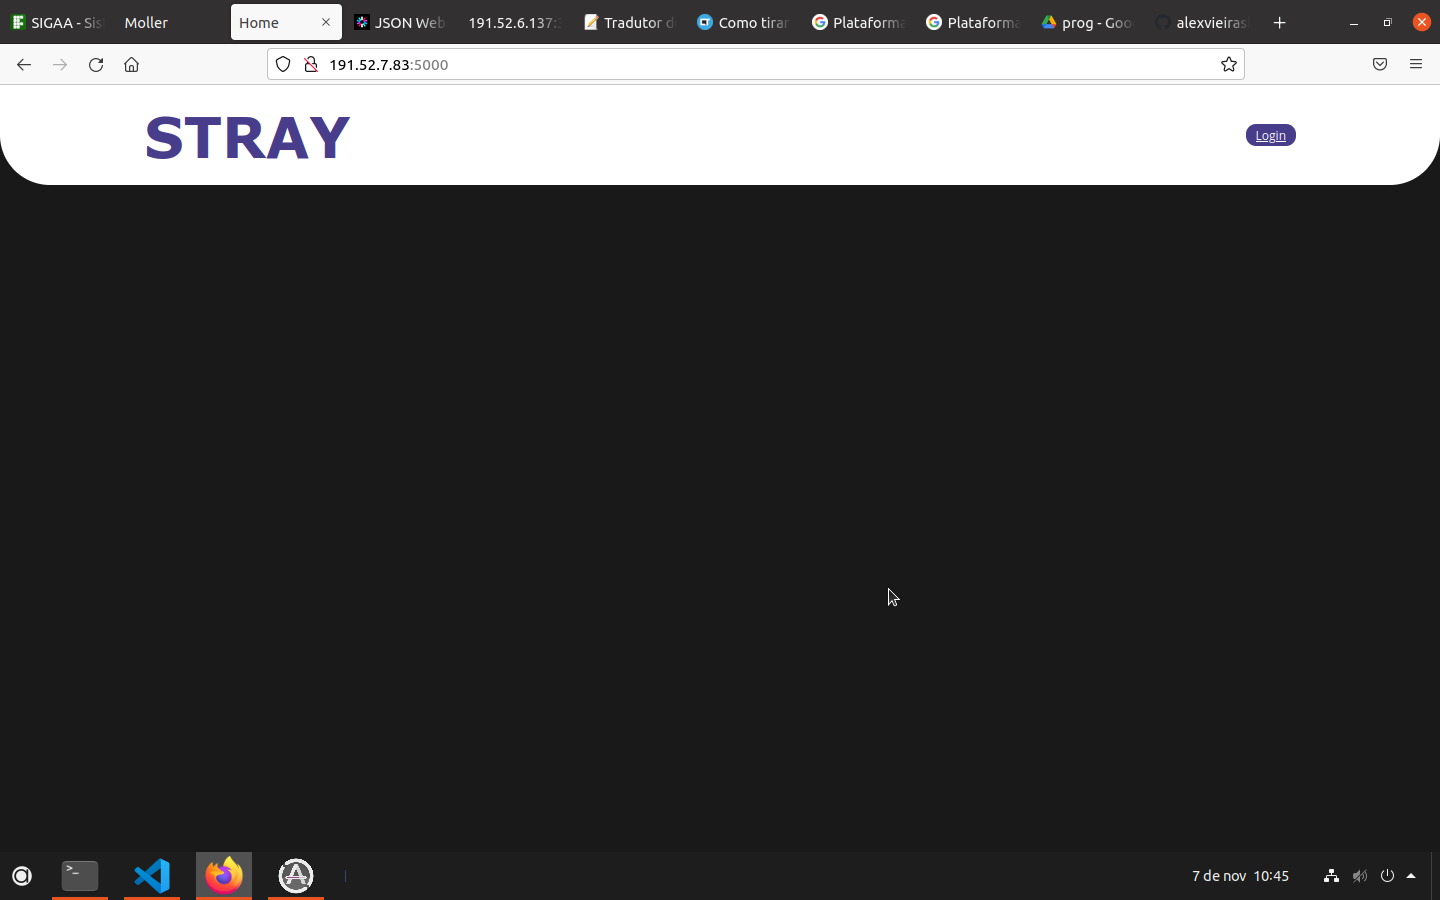 SIGAA - Sis
Moller
Home
JSON Web
191.52.6.137:
Tradutor d
Como tirar
Plataforma
Plataforma
prog - Goo
alexvieiras
191.52.7.83:5000
STRAY
Login
7 de nov 10:45